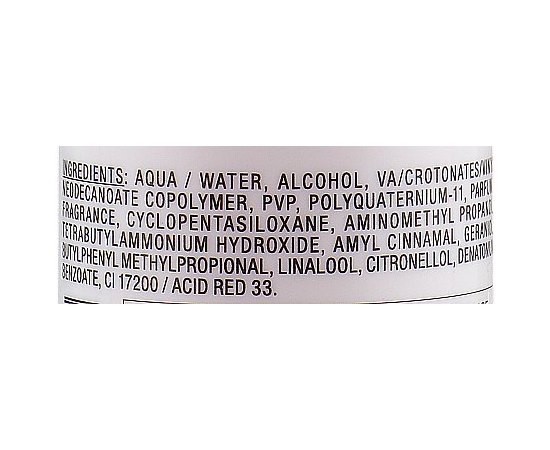 INGREDIENTS: AQUA / WATER, ALCOHOL, VA/CROTONATES/VINYL
NEODECANOATE COPOLYMER, PVP, POLYQUATERNIUM-11, PARFUM
FRAGRANCE, CYCLOPENTASILOXANE, AMINOMETHYL PROPANOL
TETRABUTYLAMMONIUM HYDROXIDE, AMYL CINNAMAL, GERANIOL
BUTYLPHENYL METHYLPROPIONAL, LINALOOL, CITRONELLOL, DENATONIUM
BENZOATE, CI 17200 / ACID RED 33.